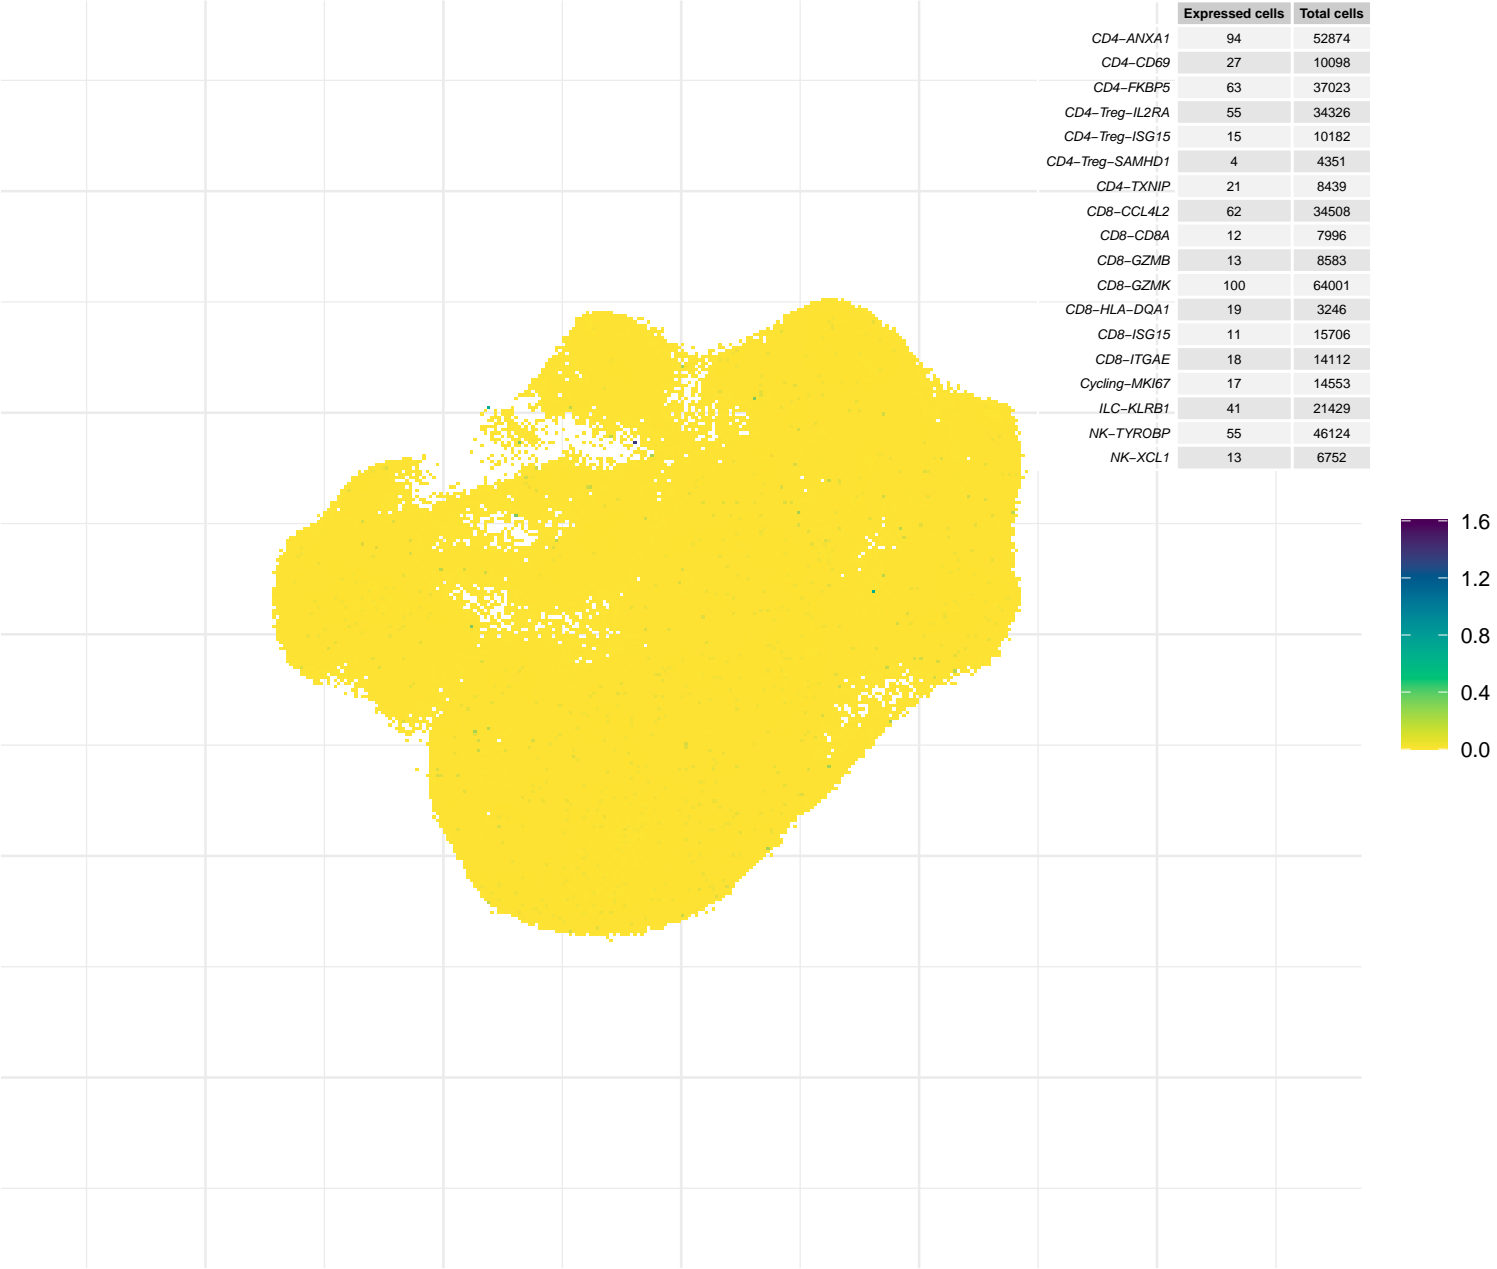 Expressed cells Total cells
CD4−ANXA1 94 52874
CD4−CD69 27 10098
CD4−FKBP5 63 37023
CD4−Treg−IL2RA 55 34326
CD4−Treg−ISG15 15 10182
CD4−Treg−SAMHD1 4 4351
CD4−TXNIP 21 8439
CD8−CCL4L2 62 34508
CD8−CD8A 12 7996
CD8−GZMB 13 8583
CD8−GZMK 100 64001
CD8−HLA−DQA1 19 3246
CD8−ISG15 11 15706
CD8−ITGAE 18 14112
Cycling−MKI67 17 14553
ILC−KLRB1 41 21429
NK−TYROBP 55 46124
NK−XCL1 13 6752
1.6
1.2
0.8
0.4
0.0